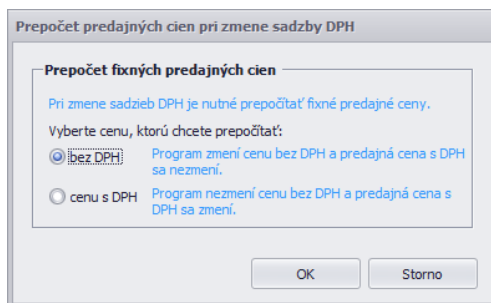 Prepočet predajných cien pri zmene sadzby DPH
Prepočet fixných predajných cien
Pri zmene sadzieb DPH je nutné prepočítať fixné predajné ceny.
Vyberte cenu, ktorú chcete prepočítať:
bez DPH
Program zmení cenu bez DPH a predajná cena s DPH
sa nezmení.
cenu s DPH
Program nezmení cenu bez DPH a predajná cena s
DPH sa zmení.
OK
Storno